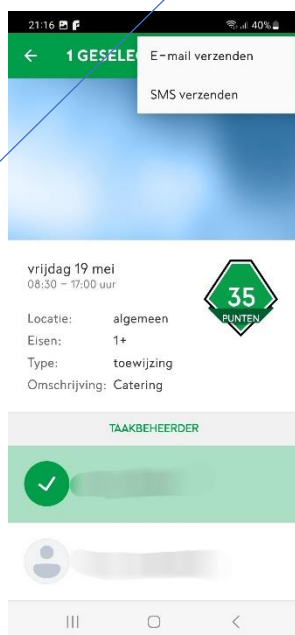 21:16 40%
1 GESELE
E-mail verzenden
SMS verzenden
vrijdag 19 mei
08:30 - 17:00 uur
35
PUNTEN
Locatie: algemeen
Eisen: 1+
Type: toewijzing
Omschrijving: Catering
TAAKBEHEERDER